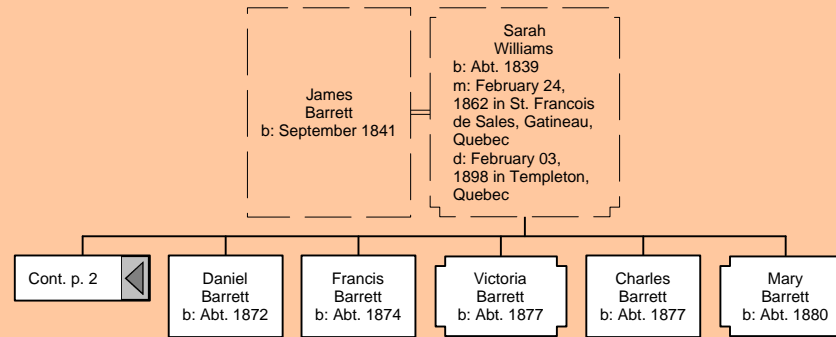 James
Barrett
b: September 1841
Sarah
Williams
b: Abt. 1839
m: February 24,
1862 in St. Francois
de Sales, Gatineau,
Quebec
d: February 03,
1898 in Templeton,
Quebec
Cont. p. 2
Daniel
Barrett
b: Abt. 1872
Francis
Barrett
b: Abt. 1874
Victoria
Barrett
b: Abt. 1877
Charles
Barrett
b: Abt. 1877
Mary
Barrett
b: Abt. 1880